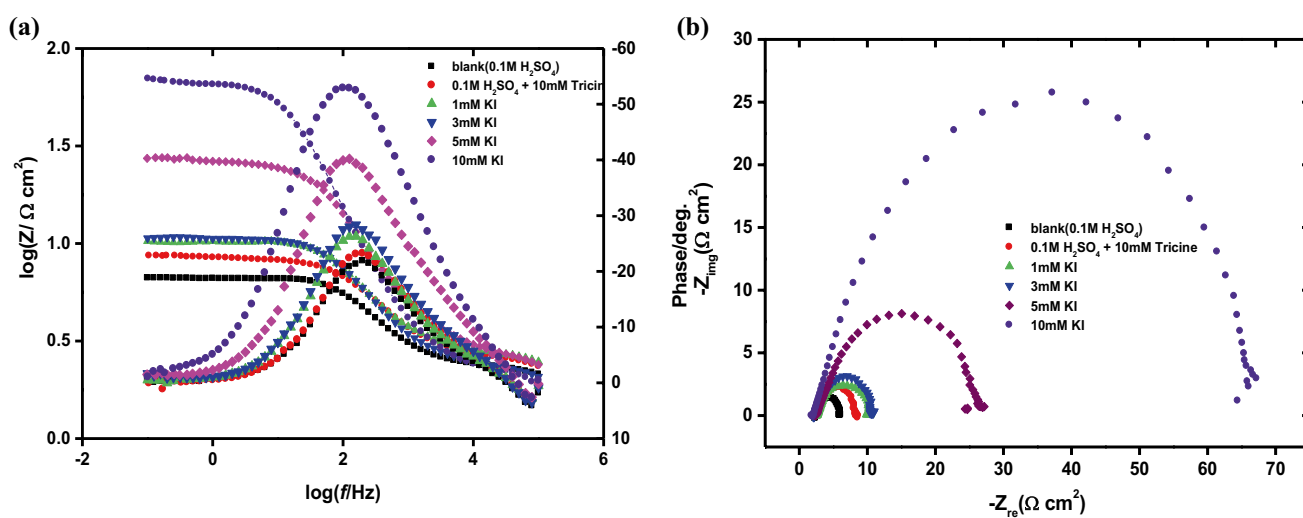 (a)
2.0
1.5
1.0
0.5
0.0
log(Z/ Ω cm²)
-60
-50
-40
-30
-20
-10
0
10
Phase/deg.
-2
0
2
4
6
log(f/Hz)
blank(0.1M H₂SO₄)
0.1M H₂SO₄ + 10mM Tricine
1mM KI
3mM KI
5mM KI
10mM KI
(b)
30
25
20
15
10
5
0
-Z_img(Ω cm²)
0
10
20
30
40
50
60
70
-Z_re(Ω cm²)
blank(0.1M H₂SO₄)
0.1M H₂SO₄ + 10mM Tricine
1mM KI
3mM KI
5mM KI
10mM KI